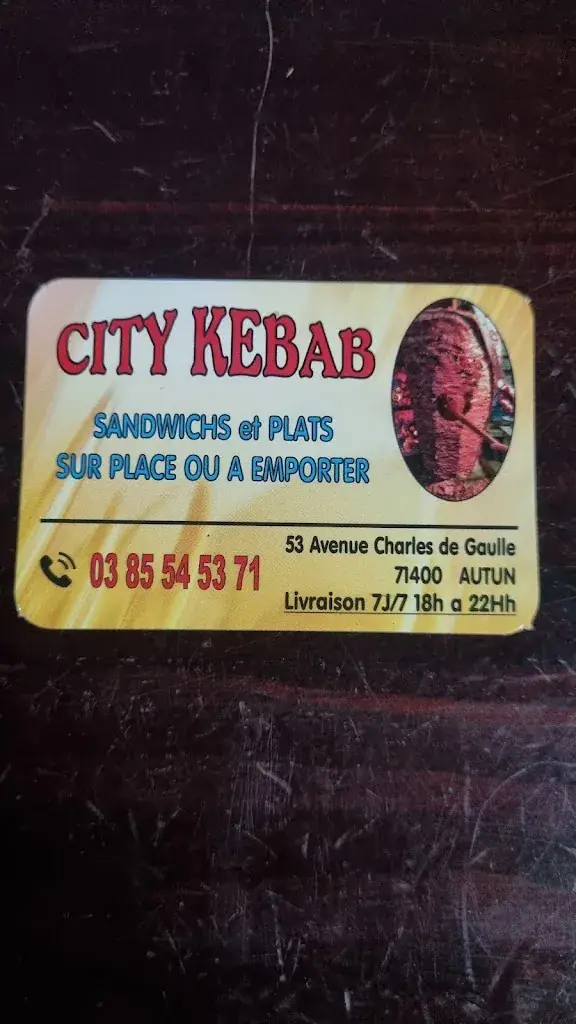 CITY KEBAB
SANDWICHS et PLATS
SUR PLACE OU A EMPORTER
03 85 54 53 71
53 Avenue Charles de Gaulle
71400 AUTUN
Livraison 7J/7 18h a 22Hh